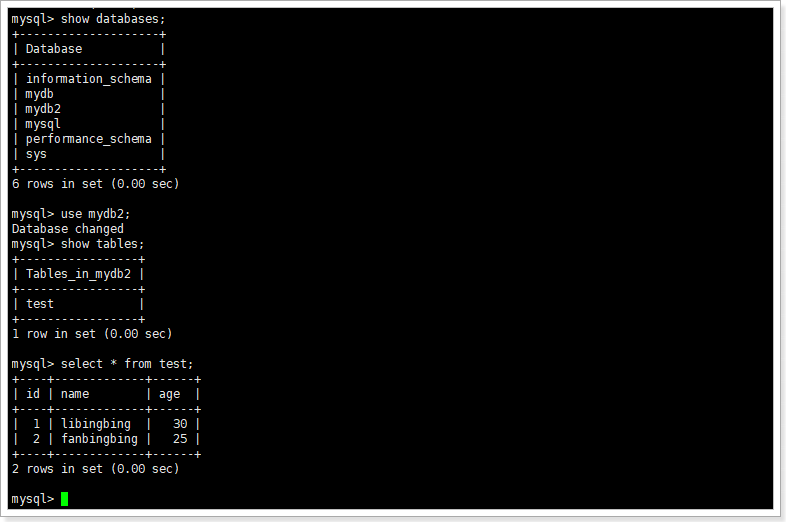 mysql> show databases;
+--------------------+
| Database           |
+--------------------+
| information_schema |
| mydb               |
| mydb2              |
| mysql              |
| performance_schema |
| sys                |
+--------------------+
6 rows in set (0.00 sec)

mysql> use mydb2;
Database changed
mysql> show tables;
+-----------------+
| Tables_in_mydb2 |
+-----------------+
| test            |
+-----------------+
1 row in set (0.00 sec)

mysql> select * from test;
+----+-------------+------+
| id | name        | age  |
+----+-------------+------+
|  1 | libingbing  |   30 |
|  2 | fanbingbing |   25 |
+----+-------------+------+
2 rows in set (0.00 sec)

mysql>